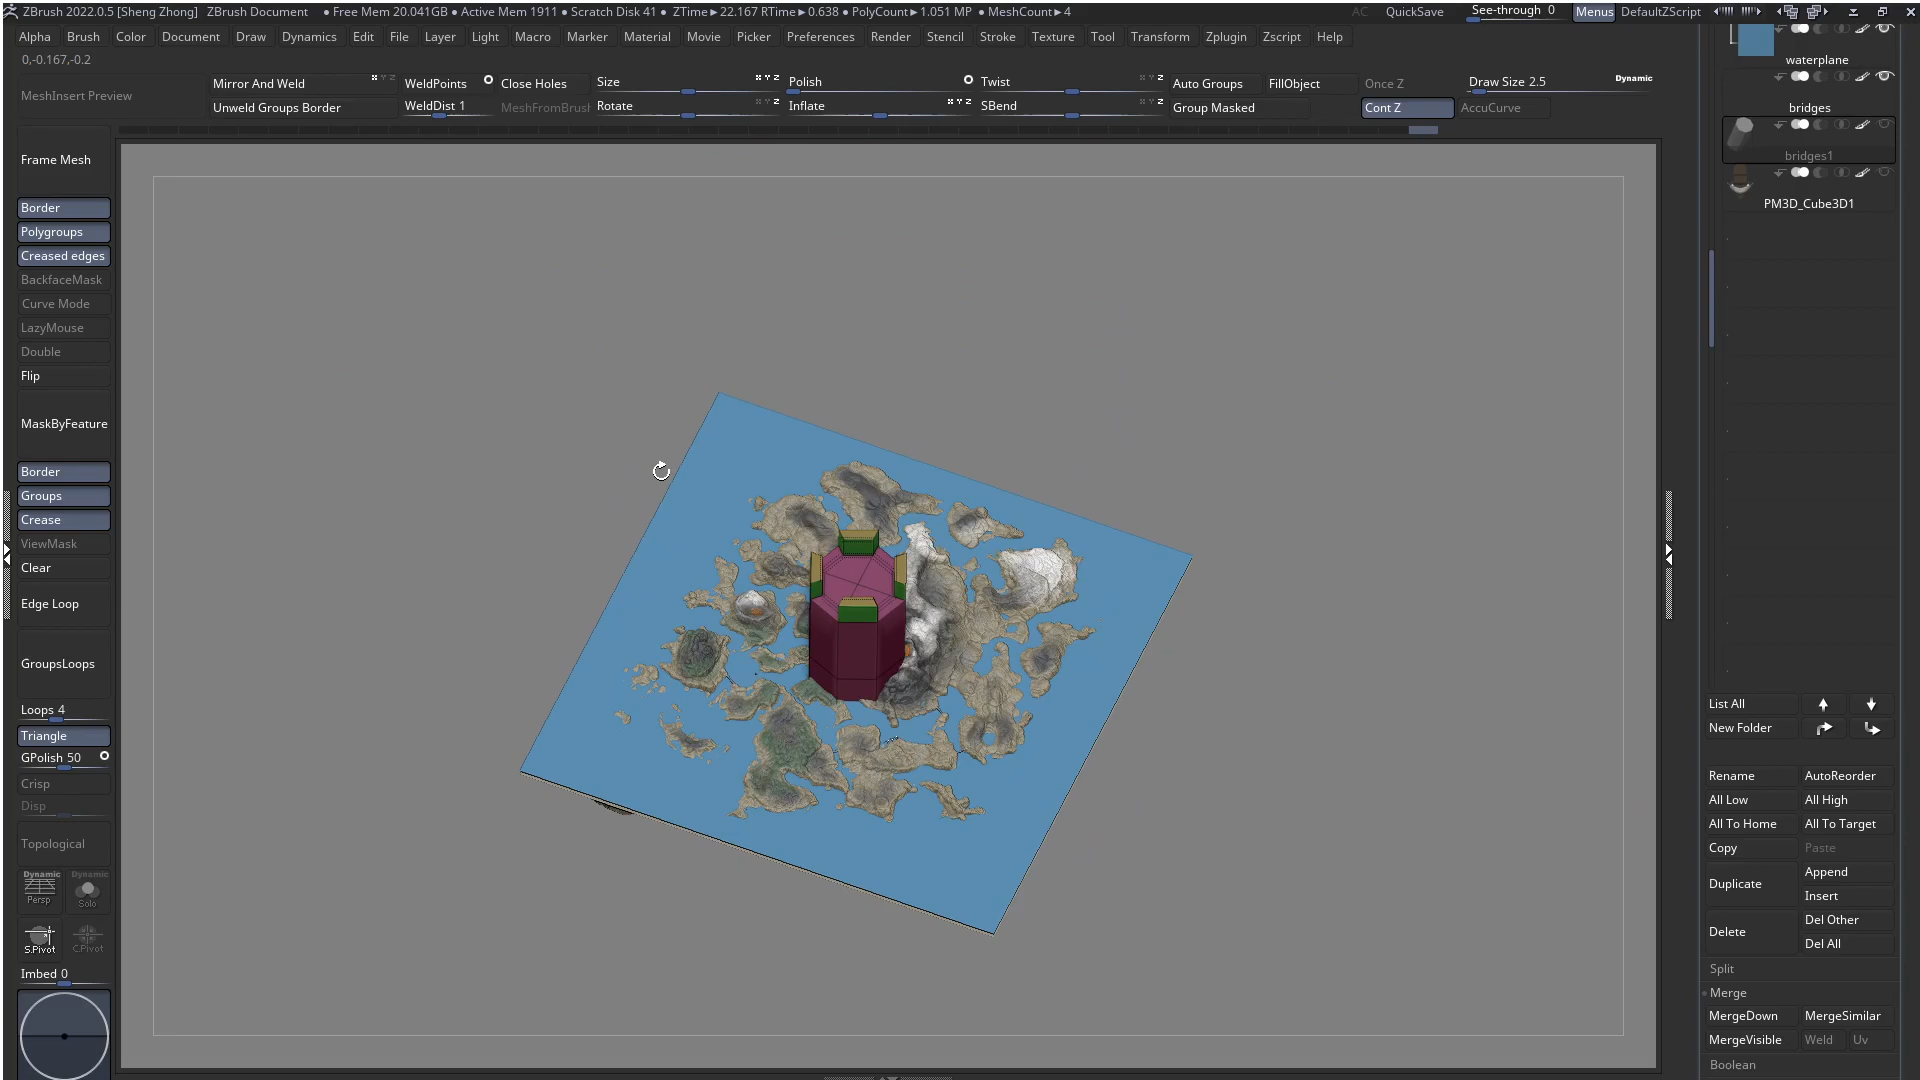 ZBrush 2022.0.5 [Sheng Zhong] ZBrush Document • Free Mem 20.041GB • Active Mem 1911 • Scratch Disk 41 • ZTime►22.167 RTime►0.638 • PolyCount►1.051 MP • MeshCount►4 AC QuickSave See-through 0 Menus DefaultZScript
Alpha Brush Color Document Draw Dynamics Edit File Layer Light Macro Marker Material Movie Picker Preferences Render Stencil Stroke Texture Tool Transform Zplugin Zscript Help
0,-0.167,-0.2
MeshInsert Preview
Mirror And Weld WeldPoints Close Holes Size Polish Twist Auto Groups FillObject Once Z Draw Size 2.5 Dynamic
Unweld Groups Border WeldDist 1 MeshFromBrush Rotate Inflate SBend Group Masked Cont Z AccuCurve
Frame Mesh
Border
Polygroups
Creased edges
BackfaceMask
Curve Mode
LazyMouse
Double
Flip
MaskByFeature
Border
Groups
Crease
ViewMask
Clear
Edge Loop
GroupsLoops
Loops 4
Triangle
GPolish 50
Crisp
Disp
Topological
Dynamic Dynamic
Persp Solo
S.Pivot C.Pivot
Imbed 0
waterplane
bridges
bridges1
PM3D_Cube3D1
List All
New Folder
Rename AutoReorder
All Low All High
All To Home All To Target
Copy Paste
Duplicate Append
Insert
Delete Del Other
Del All
Split
Merge
MergeDown MergeSimilar
MergeVisible Weld Uv
Boolean